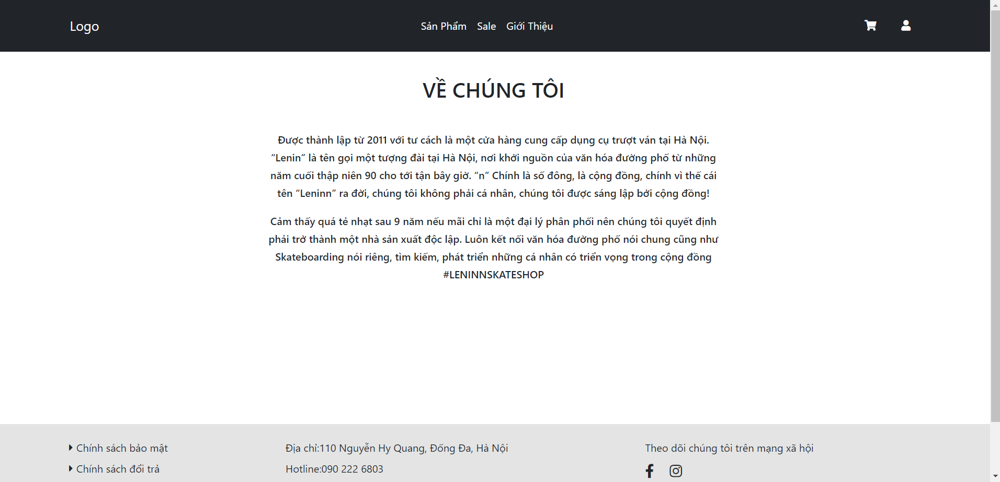 Logo
Sản Phẩm Sale Giới Thiệu
VỀ CHÚNG TÔI
Được thành lập từ 2011 với tư cách là một cửa hàng cung cấp dụng cụ trượt ván tại Hà Nội.
“Lenin” là tên gọi một tượng đài tại Hà Nội, nơi khởi nguồn của văn hóa đường phố từ những
năm cuối thập niên 90 cho tới tận bây giờ. “n” Chính là số đông, là cộng đồng, chính vì thế cái
tên “Leninn” ra đời, chúng tôi không phải cá nhân, chúng tôi được sáng lập bởi cộng đồng!
Cảm thấy quá tẻ nhạt sau 9 năm nếu mãi chỉ là một đại lý phân phối nên chúng tôi quyết định
phải trở thành một nhà sản xuất độc lập. Luôn kết nối văn hóa đường phố nói chung cũng như
Skateboarding nói riêng, tìm kiếm, phát triển những cá nhân có triển vọng trong cộng đồng
#LENINNSKATESHOP
Chính sách bảo mật
Chính sách đổi trả
Địa chỉ:110 Nguyễn Hy Quang, Đống Đa, Hà Nội
Hotline:090 222 6803
Theo dõi chúng tôi trên mạng xã hội